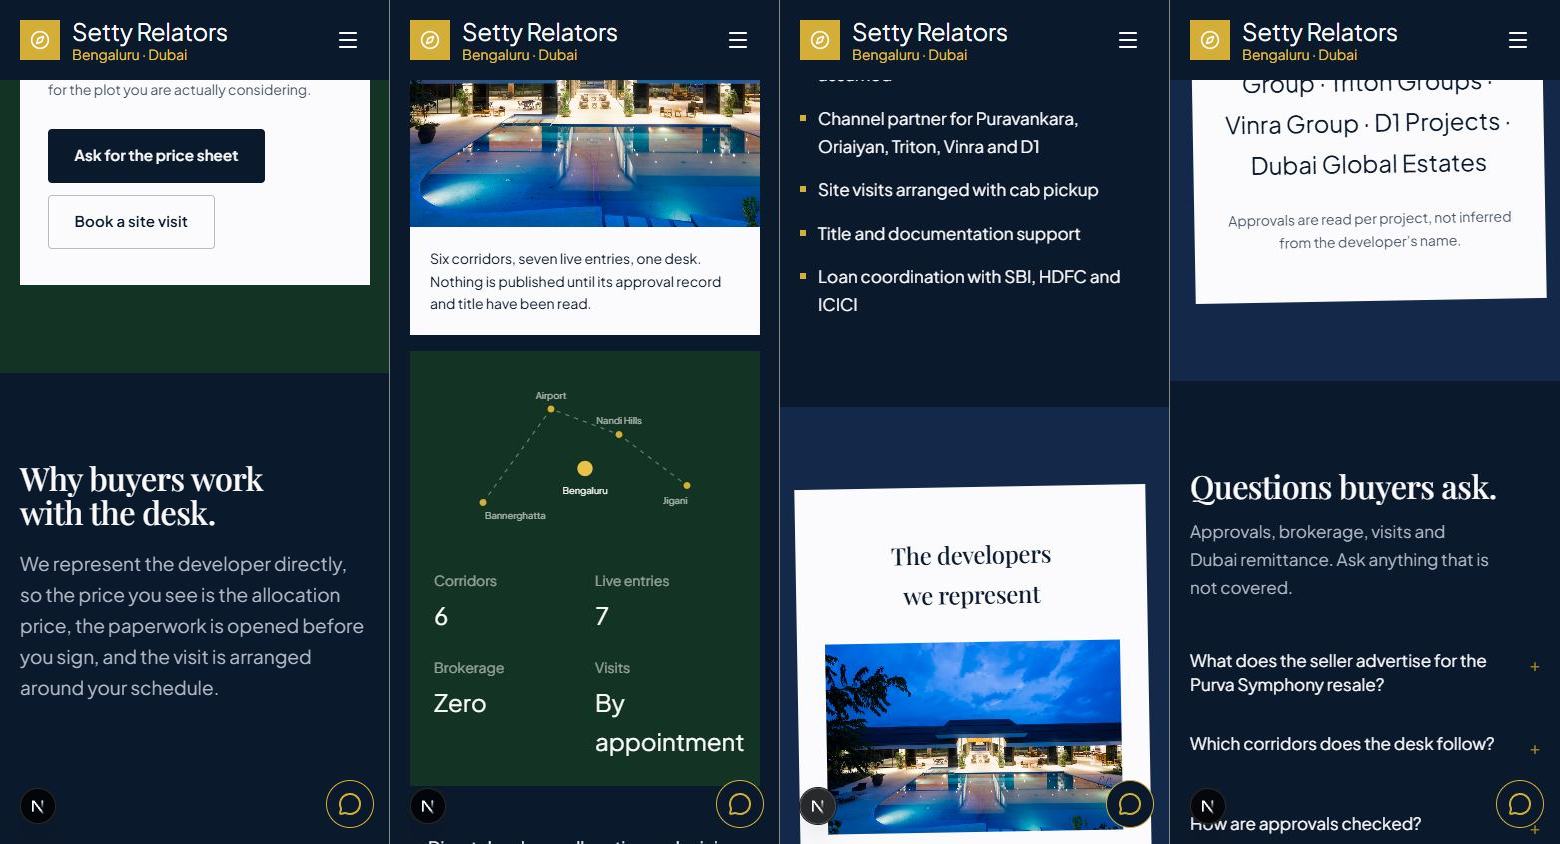 Setty Relators
Bengaluru · Dubai
for the plot you are actually considering.
Ask for the price sheet
Book a site visit
Why buyers work
with the desk.
We represent the developer directly,
so the price you see is the allocation
price, the paperwork is opened before
you sign, and the visit is arranged
around your schedule.
N
Setty Relators
Bengaluru · Dubai
Six corridors, seven live entries, one desk.
Nothing is published until its approval record
and title have been read.
Airport
Nandi Hills
Bengaluru
Jigani
Bannerghatta
Corridors
Live entries
6
7
Brokerage
Visits
Zero
By
appointment
N
Setty Relators
Bengaluru · Dubai
Channel partner for Puravankara,
Oriaiyan, Triton, Vinra and D1
Site visits arranged with cab pickup
Title and documentation support
Loan coordination with SBI, HDFC and
ICICI
The developers
we represent
N
Setty Relators
Bengaluru · Dubai
Group · Triton Groups ·
Vinra Group · D1 Projects ·
Dubai Global Estates
Approvals are read per project, not inferred
from the developer's name.
Questions buyers ask.
Approvals, brokerage, visits and
Dubai remittance. Ask anything that is
not covered.
What does the seller advertise for the
Purva Symphony resale?
+
Which corridors does the desk follow?
+
N
How are approvals checked?
+